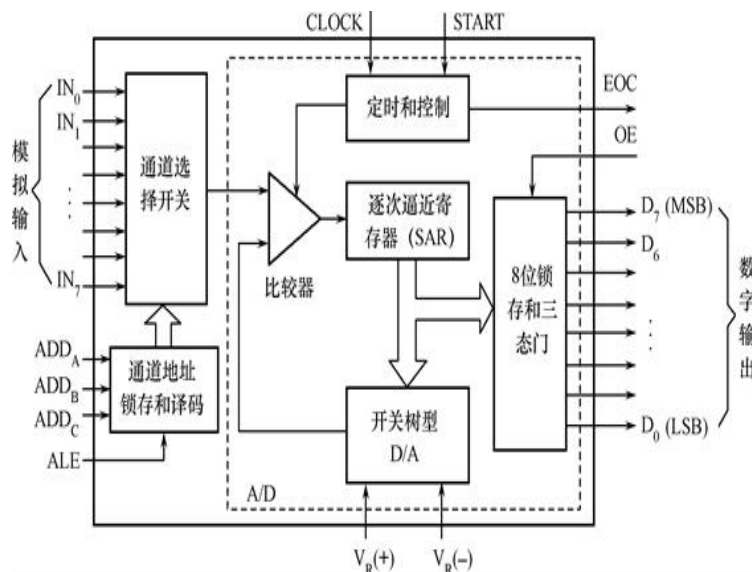 CLOCK
START
IN0
IN1
IN7
模拟输入
通道选
择开关
定时和控制
EOC
OE
逐次逼近寄
存器 (SAR)
比较器
8位锁
存和三
态门
D7 (MSB)
D6
D0 (LSB)
数字输出
ADDA
ADDB
ADDC
ALE
通道地址
锁存和译码
开关树型
D/A
A/D
VR(+)
VR(−)